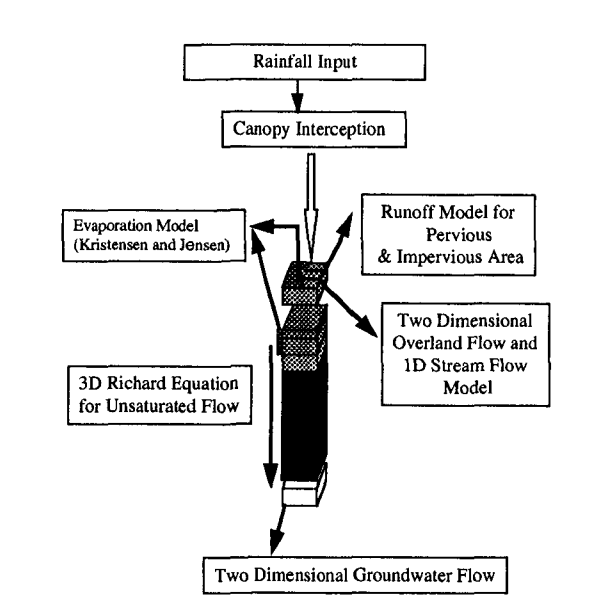 Rainfall Input
Canopy Interception
Evaporation Model
(Kristensen and Jensen)
Runoff Model for
Pervious
& Impervious Area
Two Dimensional
Overland Flow and
1D Stream Flow
Model
3D Richard Equation
for Unsaturated Flow
Two Dimensional Groundwater Flow